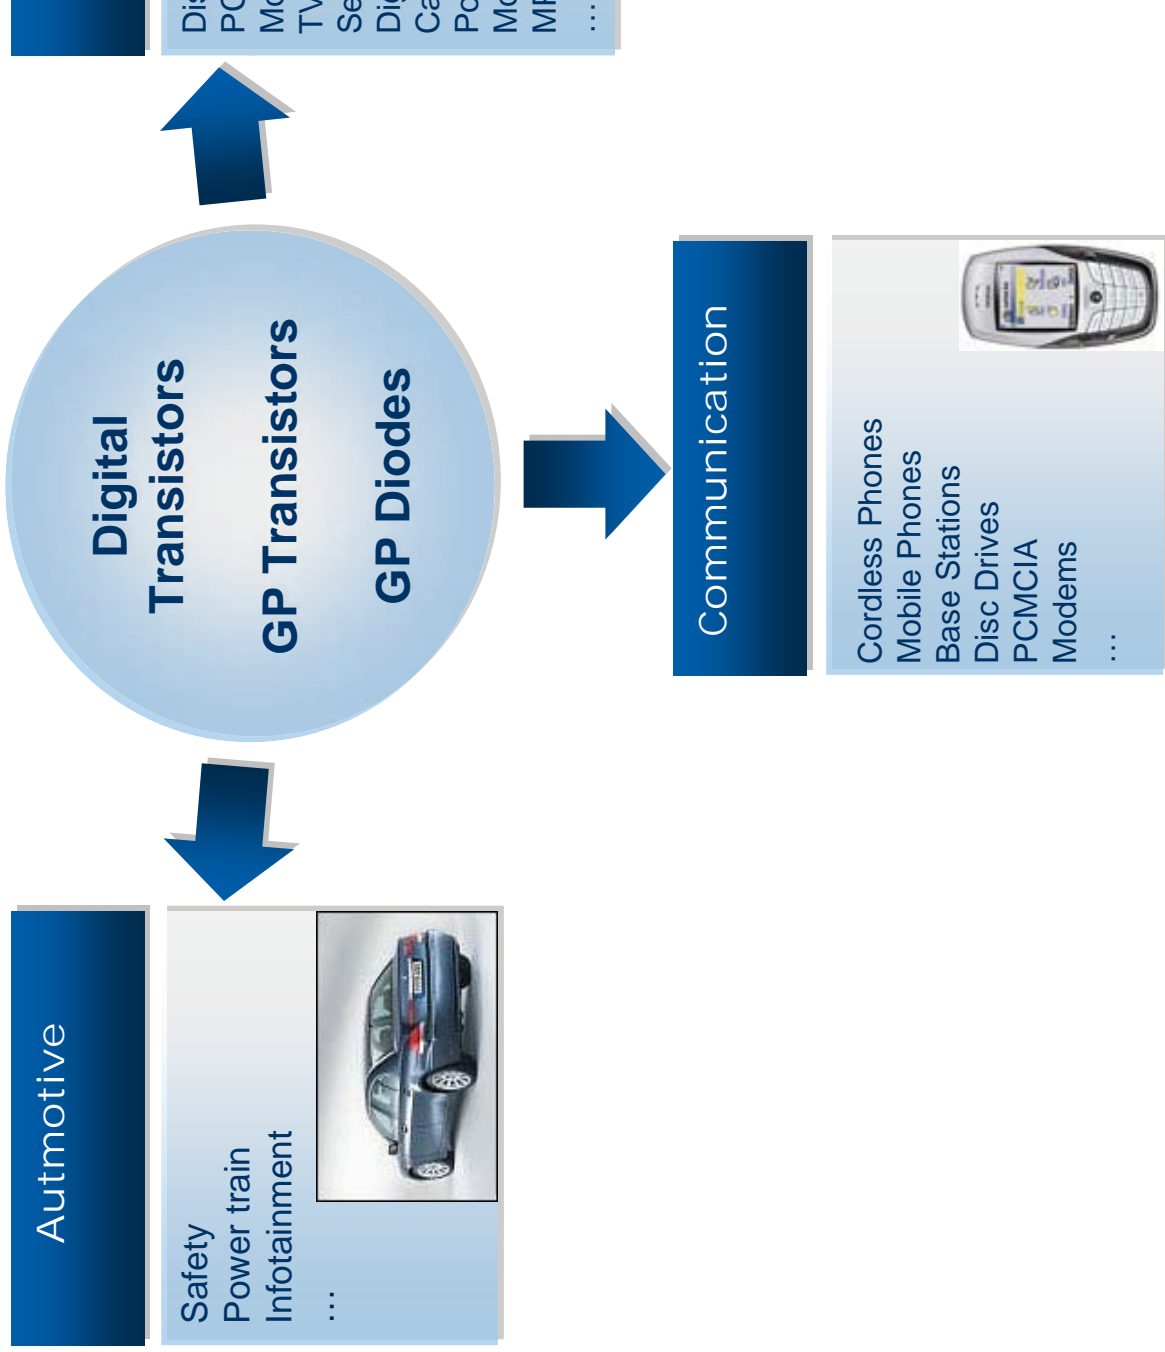 Digital
Transistors
GP Transistors
GP Diodes
Autmotive
Safety
Power train
Infotainment
…
Communication
Cordless Phones
Mobile Phones
Base Stations
Disc Drives
PCMCIA
Modems
…
…